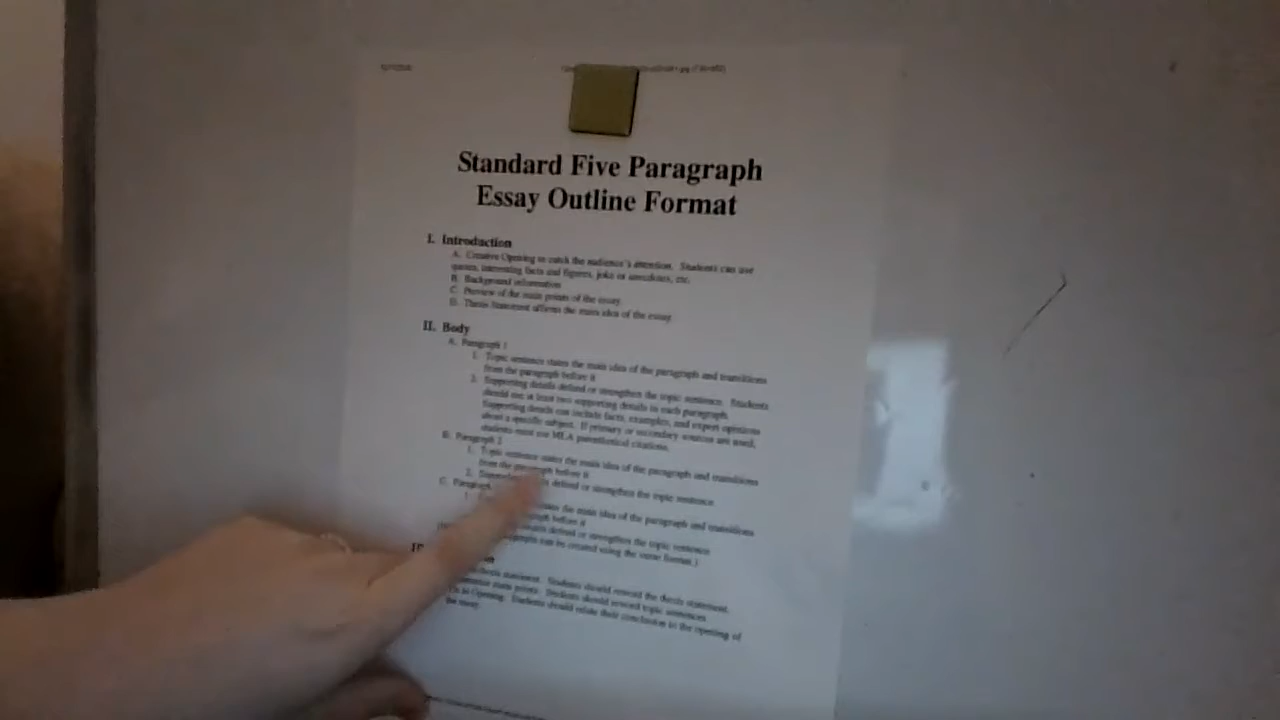 Standard Five Paragraph
Essay Outline Format
I. Introduction
A. Creative Opening to catch the audience's attention. Students can use
quotes, interesting facts and figures, joke or anecdotes, etc.
B. Background information
C. Preview of the main points of the essay
D. Thesis Statement affirms the main idea of the essay
II. Body
A. Paragraph 1
1. Topic sentence states the main idea of the paragraph and transitions
from the paragraph before it
2. Supporting details defend or strengthen the topic sentence. Students
should use at least two supporting details in each paragraph.
Supporting details can include facts, examples, and expert opinions
about a specific subject. If primary or secondary sources are used,
students must use MLA parenthetical citations.
B. Paragraph 2
1. Topic sentence states the main idea of the paragraph and transitions
from the paragraph before it
2. defend or strengthen the topic sentence.
C. Paragraph
the main idea of the paragraph and transitions
before it
defend or strengthen the topic sentence
can be created using the same format.)
thesis statement. Students should reword the thesis statement.
main points. Students should reword topic sentences
to Opening. Students should relate their conclusion to the opening of
the essay